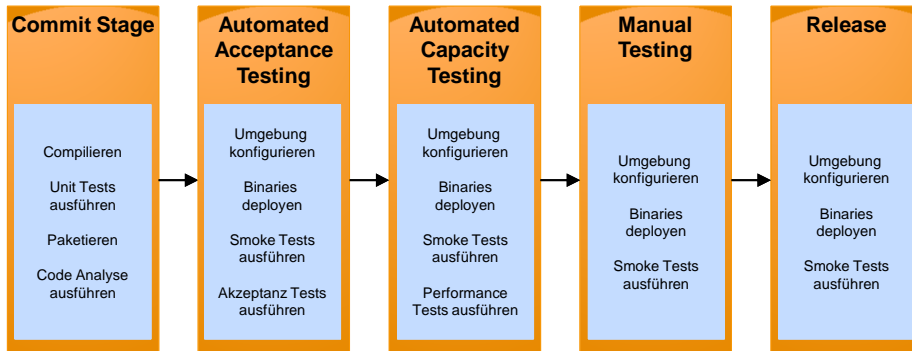 Commit Stage
Compilieren
Unit Tests
ausführen
Paketieren
Code Analyse
ausführen
Automated
Acceptance
Testing
Umgebung
konfigurieren
Binaries
deployen
Smoke Tests
ausführen
Akzeptanz Tests
ausführen
Automated
Capacity
Testing
Umgebung
konfigurieren
Binaries
deployen
Smoke Tests
ausführen
Performance
Tests ausführen
Manual
Testing
Umgebung
konfigurieren
Binaries
deployen
Smoke Tests
ausführen
Release
Umgebung
konfigurieren
Binaries
deployen
Smoke Tests
ausführen